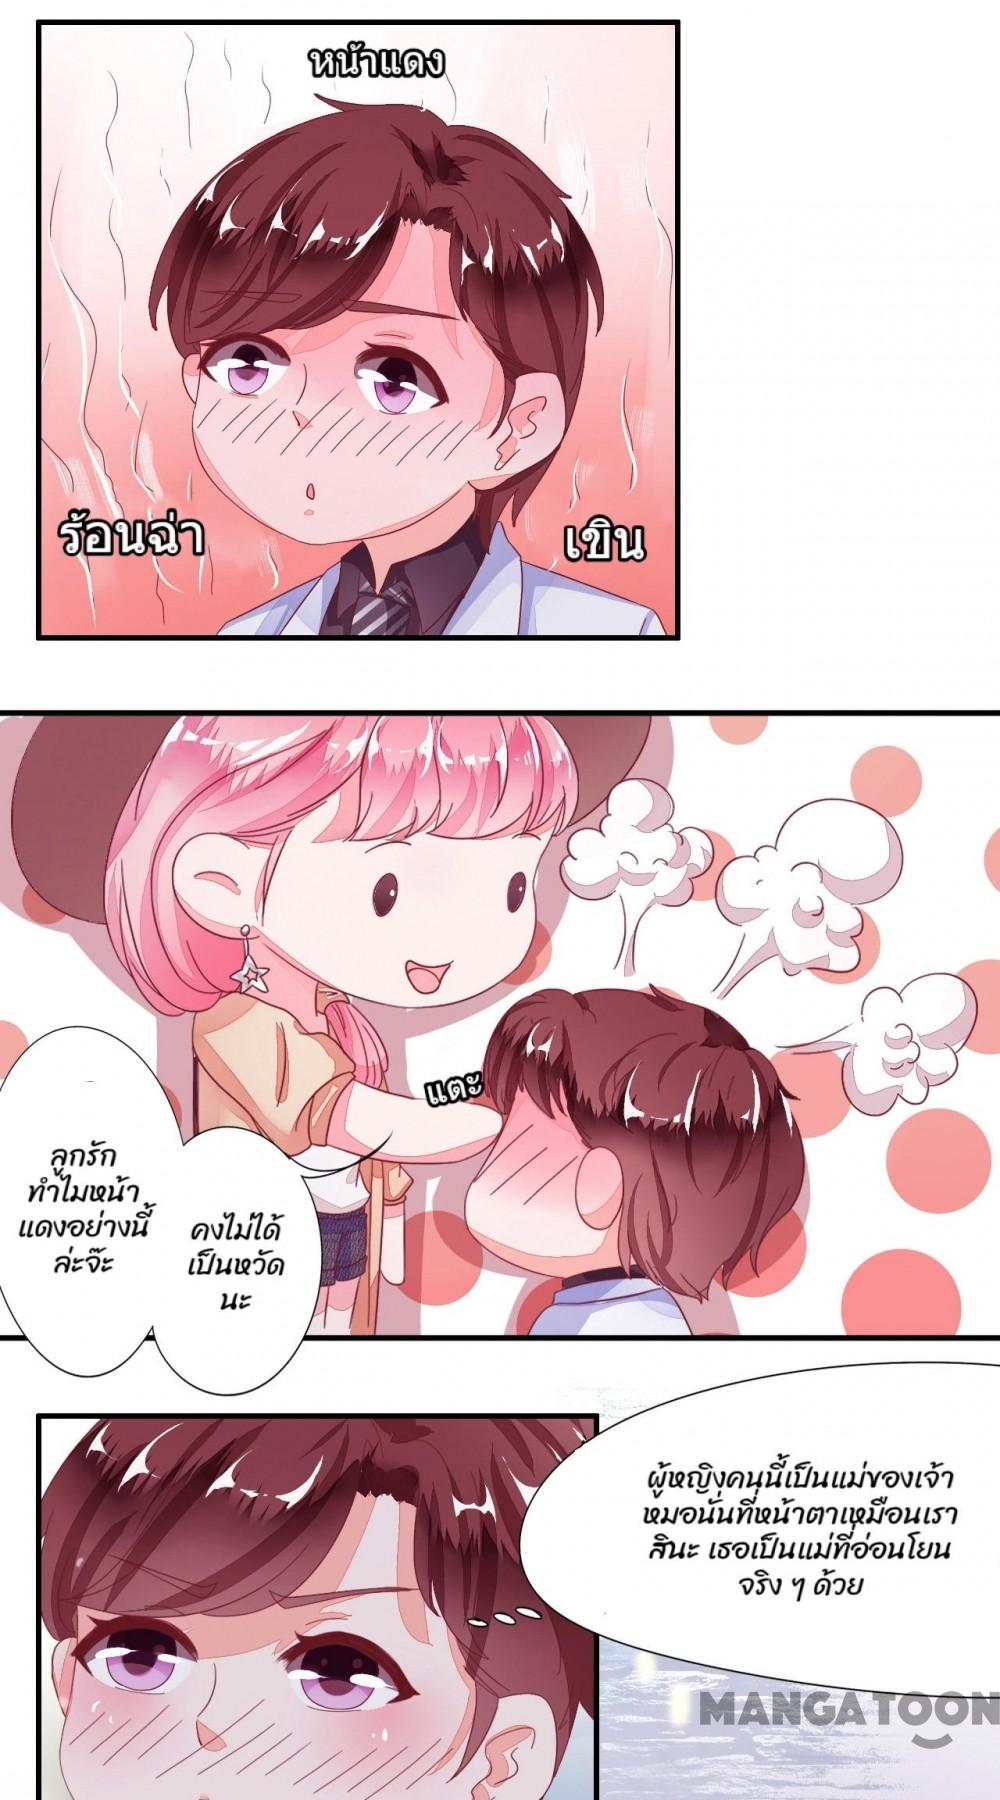 หน้าแดง
ร้อนฉ่า
เขิน
แตะ
ลูกรัก
ทำไมหน้า
แดงอย่างนี้
ล่ะจ๊ะ
คงไม่ได้
เป็นหวัด
นะ
ผู้หญิงคนนี้เป็นแม่ของเจ้า
หมอนั่นที่หน้าตาเหมือนเรา
สินะ เธอเป็นแม่ที่อ่อนโยน
จริง ๆ ด้วย
MANGATOON